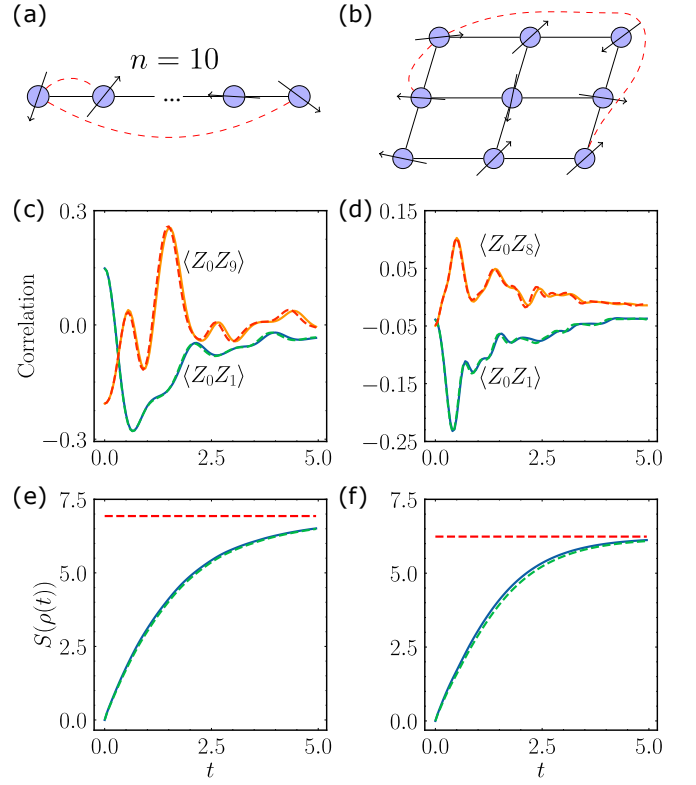 (a)
n = 10
...
(b)
(c)
0.3
0.0
−0.3
Correlation
⟨Z₀Z₉⟩
⟨Z₀Z₁⟩
0.0
2.5
5.0
(d)
0.15
0.05
−0.05
−0.15
−0.25
⟨Z₀Z₈⟩
⟨Z₀Z₁⟩
0.0
2.5
5.0
(e)
7.5
5.0
2.5
0.0
S(ρ(t))
0.0
2.5
5.0
t
(f)
7.5
5.0
2.5
0.0
0.0
2.5
5.0
t